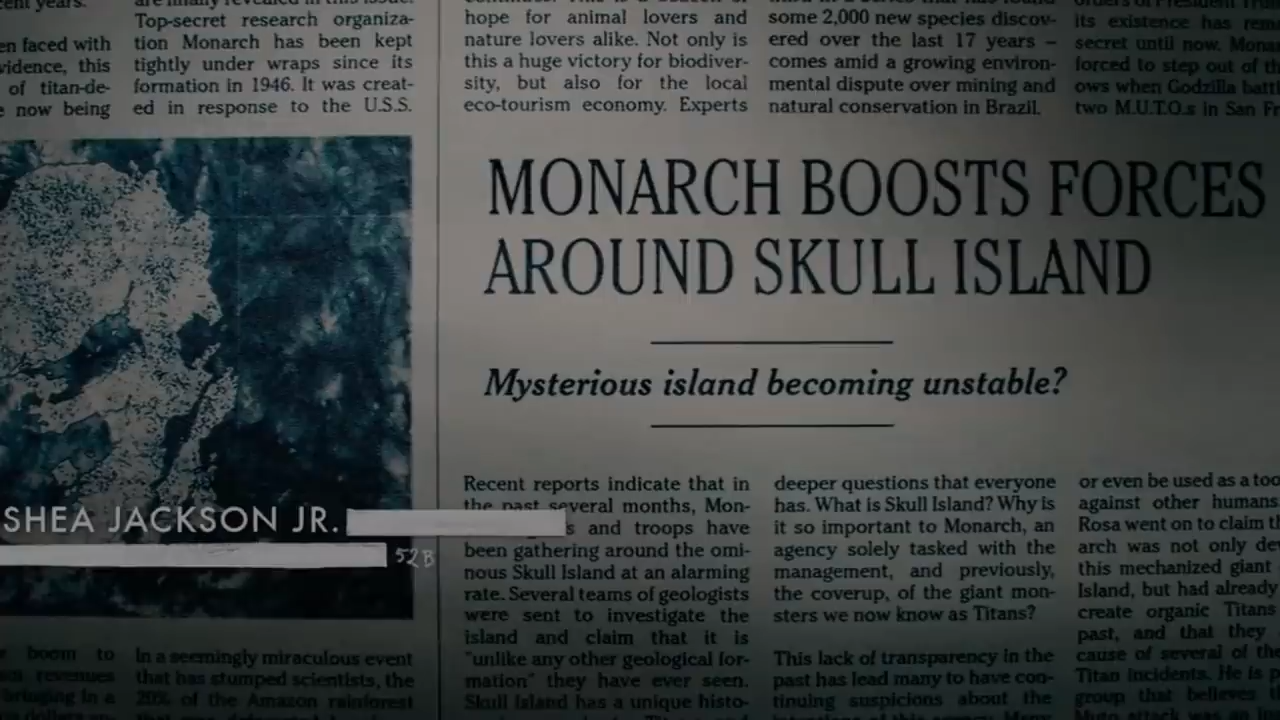 cent years.
en faced with
vidence, this
of titan-de-
now being
are finally revealed in this issue.
Top-secret research organiza-
tion Monarch has been kept
tightly under wraps since its
formation in 1946. It was creat-
ed in response to the U.S.S.
hope for animal lovers and
nature lovers alike. Not only is
this a huge victory for biodiver-
sity, but also for the local
eco-tourism economy. Experts
some 2,000 new species discov-
ered over the last 17 years –
comes amid a growing environ-
mental dispute over mining and
natural conservation in Brazil.
its existence has
secret until now.
forced to step out of
ows when Godzilla
two M.U.T.O.s in San
MONARCH BOOSTS FORCES
AROUND SKULL ISLAND
Mysterious island becoming unstable?
SHEA JACKSON JR.
52B
Recent reports indicate that in
the past several months, Mon-
s and troops have
been gathering around the omi-
nous Skull Island at an alarming
rate. Several teams of geologists
were sent to investigate the
island and claim that it is
"unlike any other geological for-
mation" they have ever seen.
Skull Island has a unique histo-
deeper questions that everyone
has. What is Skull Island? Why is
it so important to Monarch, an
agency solely tasked with the
management, and previously,
the coverup, of the giant mon-
sters we now know as Titans?
This lack of transparency in the
past has lead many to have con-
tinuing suspicions about the
or even be used as a too
against other humans
Rosa went on to claim
arch was not only
this mechanized giant
Island, but had already
create organic Titans
past, and that they
cause of several of the
Titan incidents. He is
group that believes
boom to
revenues
bringing in a
In a seemingly miraculous event
that has stumped scientists, the
20% of the Amazon rainforest